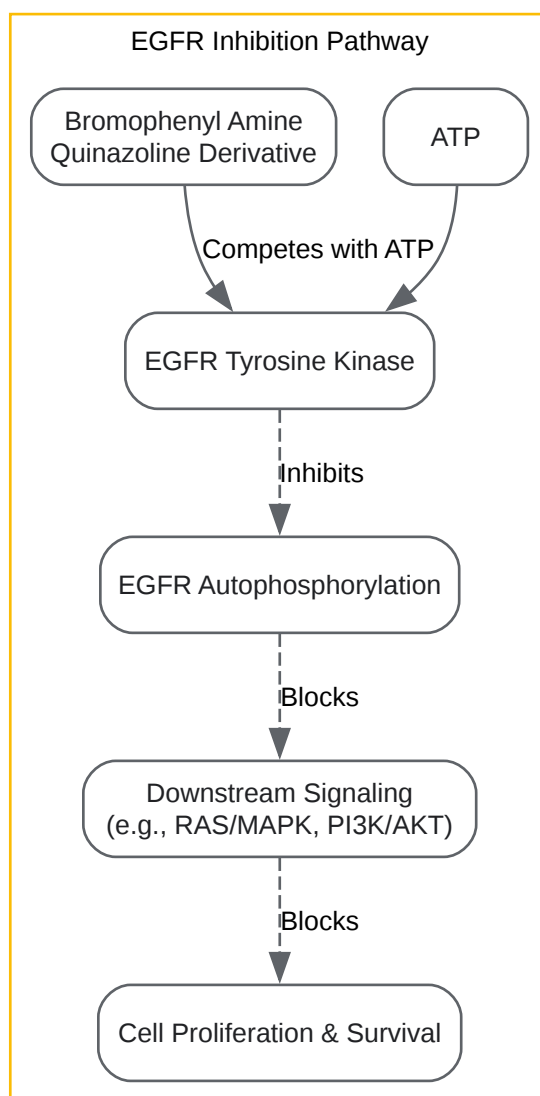 EGFR Inhibition Pathway
Bromophenyl Amine
Quinazoline Derivative
ATP
Competes with ATP
EGFR Tyrosine Kinase
Inhibits
EGFR Autophosphorylation
Blocks
Downstream Signaling
(e.g., RAS/MAPK, PI3K/AKT)
Blocks
Cell Proliferation & Survival